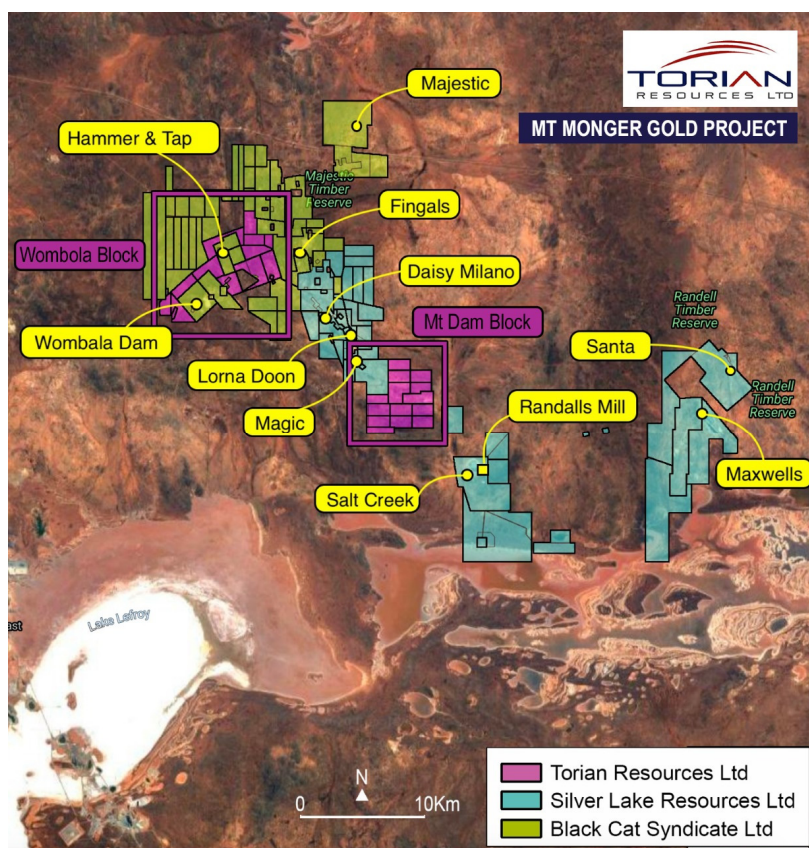 TORIAN
RESOURCES LTD
MT MONGER GOLD PROJECT
Majestic
Hammer & Tap
Majestic
Timber
Reserve
Fingals
Wombola Block
Daisy Milano
Mt Dam Block
Randell
Timber
Reserve
Wombala Dam
Santa
Lorna Doon
Randell
Timber
Reserve
Randalls Mill
Magic
Maxwells
Salt Creek
Lake Lefroy
ast
N
0 10Km
Torian Resources Ltd
Silver Lake Resources Ltd
Black Cat Syndicate Ltd